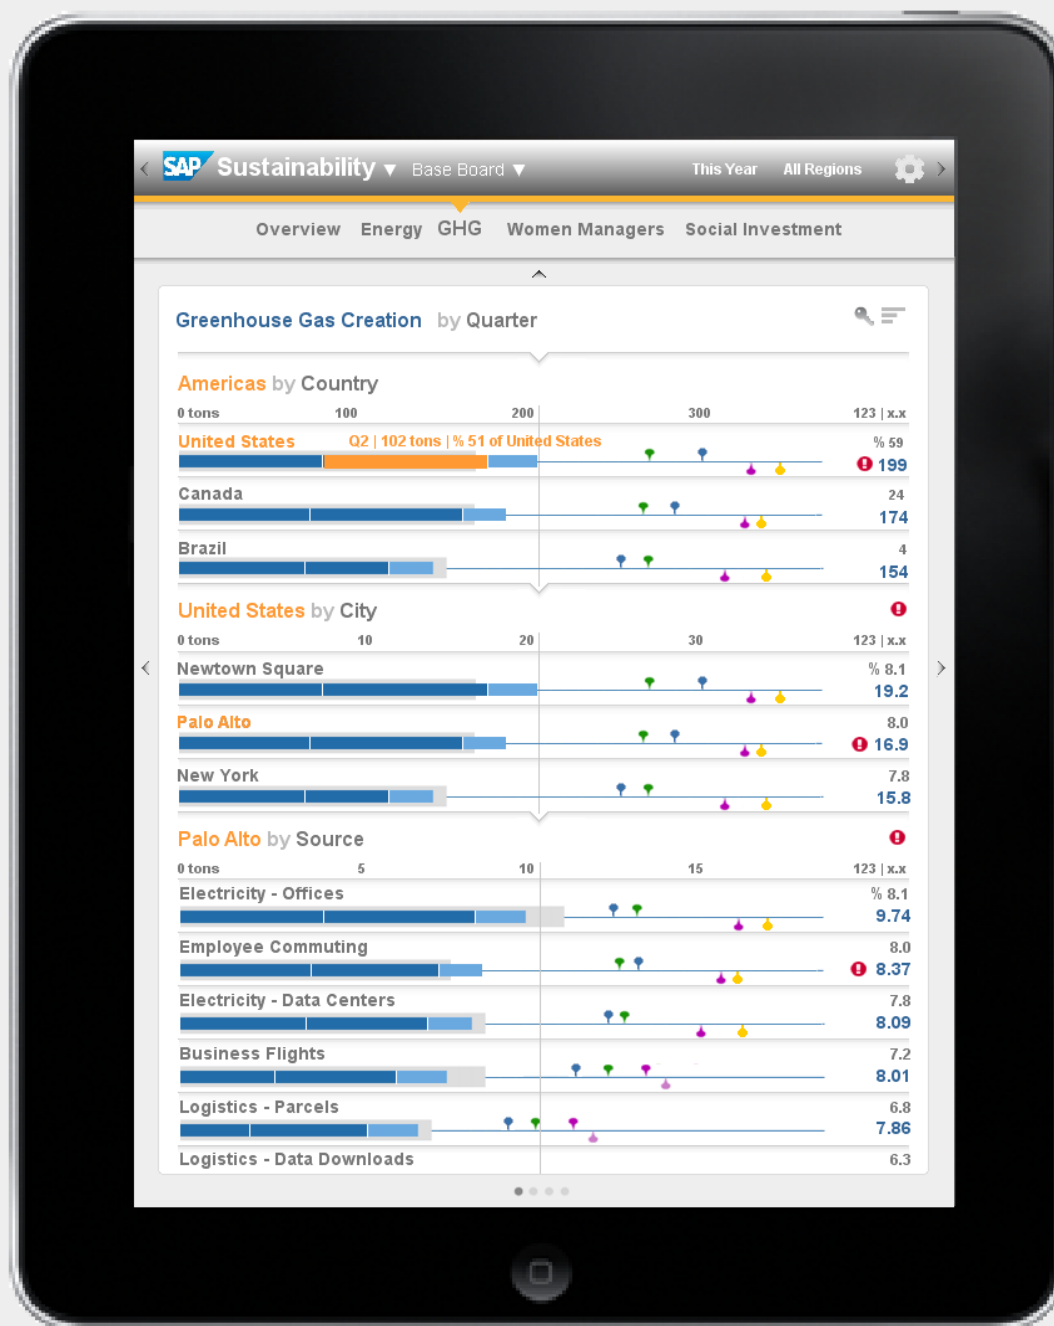 SAP Sustainability ▼ Base Board ▼ This Year All Regions
Overview Energy GHG Women Managers Social Investment
Greenhouse Gas Creation by Quarter
Americas by Country
0 tons 100 200 300 123 | x.x
United States Q2 | 102 tons | % 51 of United States % 59
199
Canada 24
174
Brazil 4
154
United States by City
0 tons 10 20 30 123 | x.x
Newtown Square % 8.1
19.2
Palo Alto 8.0
16.9
New York 7.8
15.8
Palo Alto by Source
0 tons 5 10 15 123 | x.x
Electricity - Offices % 8.1
9.74
Employee Commuting 8.0
8.37
Electricity - Data Centers 7.8
8.09
Business Flights 7.2
8.01
Logistics - Parcels 6.8
7.86
Logistics - Data Downloads 6.3